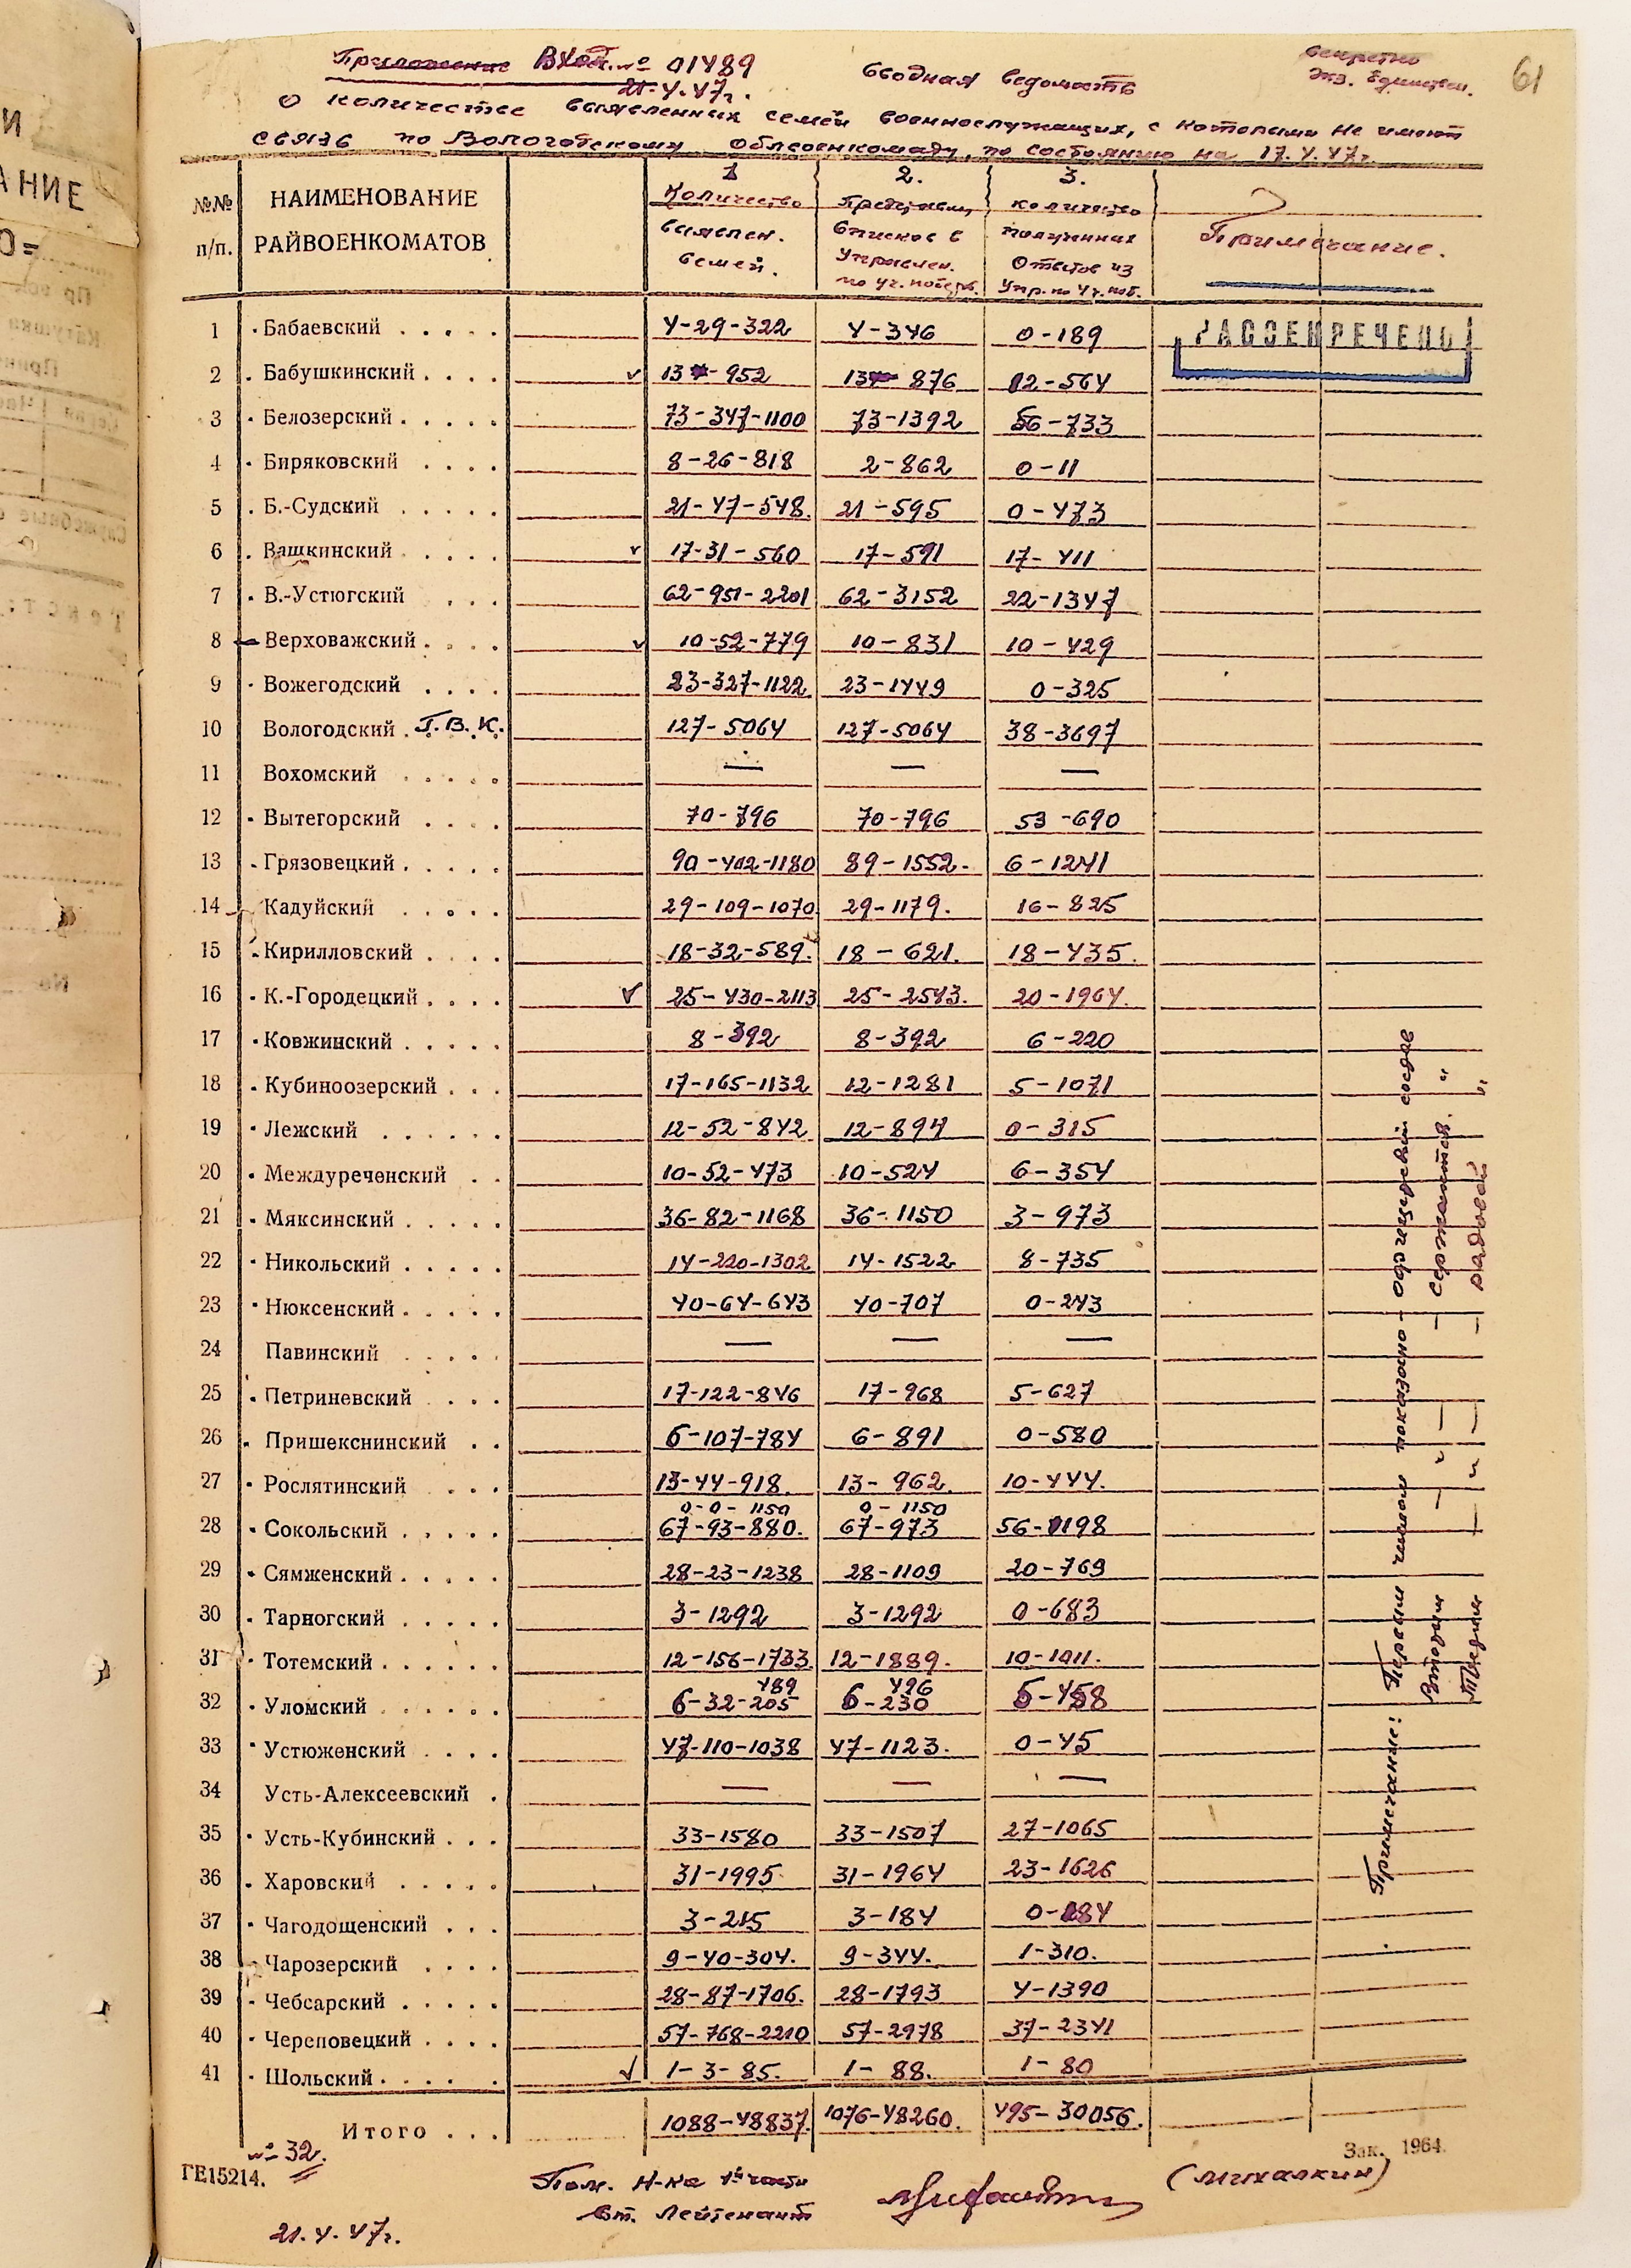 Приложение Вход. № 01489
21.4.47г.
Секретно
Экз. единствен.
61
Сводная ведомость
О количестве выявленных семей военнослужащих, с которыми не имеют
связь по Вологодскому облвоенкомату, по состоянию на 17.4.47г.
№№ п/п.
НАИМЕНОВАНИЕ РАЙВОЕНКОМАТОВ
1 Количество выявлен. семей.
2. Представлен. списков в Управлен. по уч. погерб.
3. Количество полученных ответов из Упр. по уч. поб.
Примечание.
РАССЕКРЕЧЕНО
1 Бабаевский 4-29-322 4-346 0-189
2 Бабушкинский ✓ 13-952 13-876 12-564
3 Белозерский 73-347-1100 73-1392 56-733
4 Биряковский 8-26-818 2-862 0-11
5 Б.-Судский 21-47-548. 21-595 0-473
6 Вашкинский ✓ 17-31-560 17-591 17-411
7 В.-Устюгский 62-951-2201 62-3152 22-1347
8 Верховажский ✓ 10-52-779 10-831 10-429
9 Вожегодский 23-327-1122 23-1449 0-325
10 Вологодский Г.В.К. 127-5064 127-5064 38-3697
11 Вохомский — — —
12 Вытегорский 70-796 70-796 53-690
13 Грязовецкий 90-402-1180 89-1552. 6-1241
14 Кадуйский 29-109-1070 29-1179. 16-825
15 Кирилловский 18-32-589. 18-621. 18-435.
16 К.-Городецкий ✓ 25-430-2113 25-2543. 20-1964.
17 Ковжинский 8-392 8-392 6-220
18 Кубиноозерский 17-165-1132 12-1281 5-1071
19 Лежский 12-52-842 12-894 0-315
20 Междуреченский 10-52-473 10-524 6-354
21 Мяксинский 36-82-1168 36-1150 3-973
22 Никольский 14-220-1302 14-1522 8-735
23 Нюксенский 40-64-643 40-707 0-243
24 Павинский — — —
25 Петриневский 17-122-846 17-968 5-627
26 Пришекснинский 6-107-784 6-891 0-580
27 Рослятинский 13-44-918. 13-962. 10-444.
0-0-1150 0-1150
28 Сокольский 67-93-880. 67-973 56-1198
29 Сямженский 28-23-1238 28-1109 20-769
30 Тарногский 3-1292 3-1292 0-683
31 Тотемский 12-156-1733. 12-1889. 10-1011.
489 496
32 Уломский 6-32-205 6-230 5-458
33 Устюженский 47-110-1038 47-1123. 0-45
34 Усть-Алексеевский — — —
35 Усть-Кубинский 33-1580 33-1507 27-1065
36 Харовский 31-1995 31-1964 23-1626
37 Чагодощенский 3-215 3-184 0-184
38 Чарозерский 9-40-304. 9-344. 1-310.
39 Чебсарский 28-87-1706. 28-1793 4-1390
40 Череповецкий 57-768-2210 57-2978 37-2341
41 Шольский ✓ 1-3-85. 1-88. 1-80
Итого 1088-48837. 1076-48260. 495-30056.
Примечание: Первым числом показано — офицерский состав
Вторым — " — — сержантов. "
Третьим — " — — рядовой "
№-32.
ГЕ15214.
Зак. 1964.
Пом. Н-ка 1й части
Ст. Лейтенант
(Михалкин)
21.4.47г.